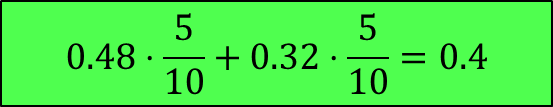 0.48 · 5/10 + 0.32 · 5/10 = 0.4